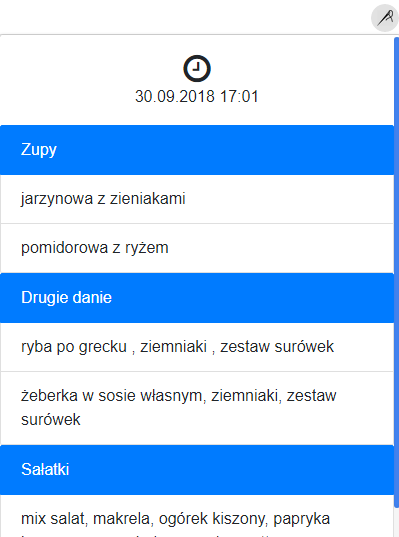 30.09.2018 17:01
Zupy
jarzynowa z zieniakami
pomidorowa z ryżem
Drugie danie
ryba po grecku , ziemniaki , zestaw surówek
żeberka w sosie własnym, ziemniaki, zestaw
surówek
Sałatki
mix salat, makrela, ogórek kiszony, papryka